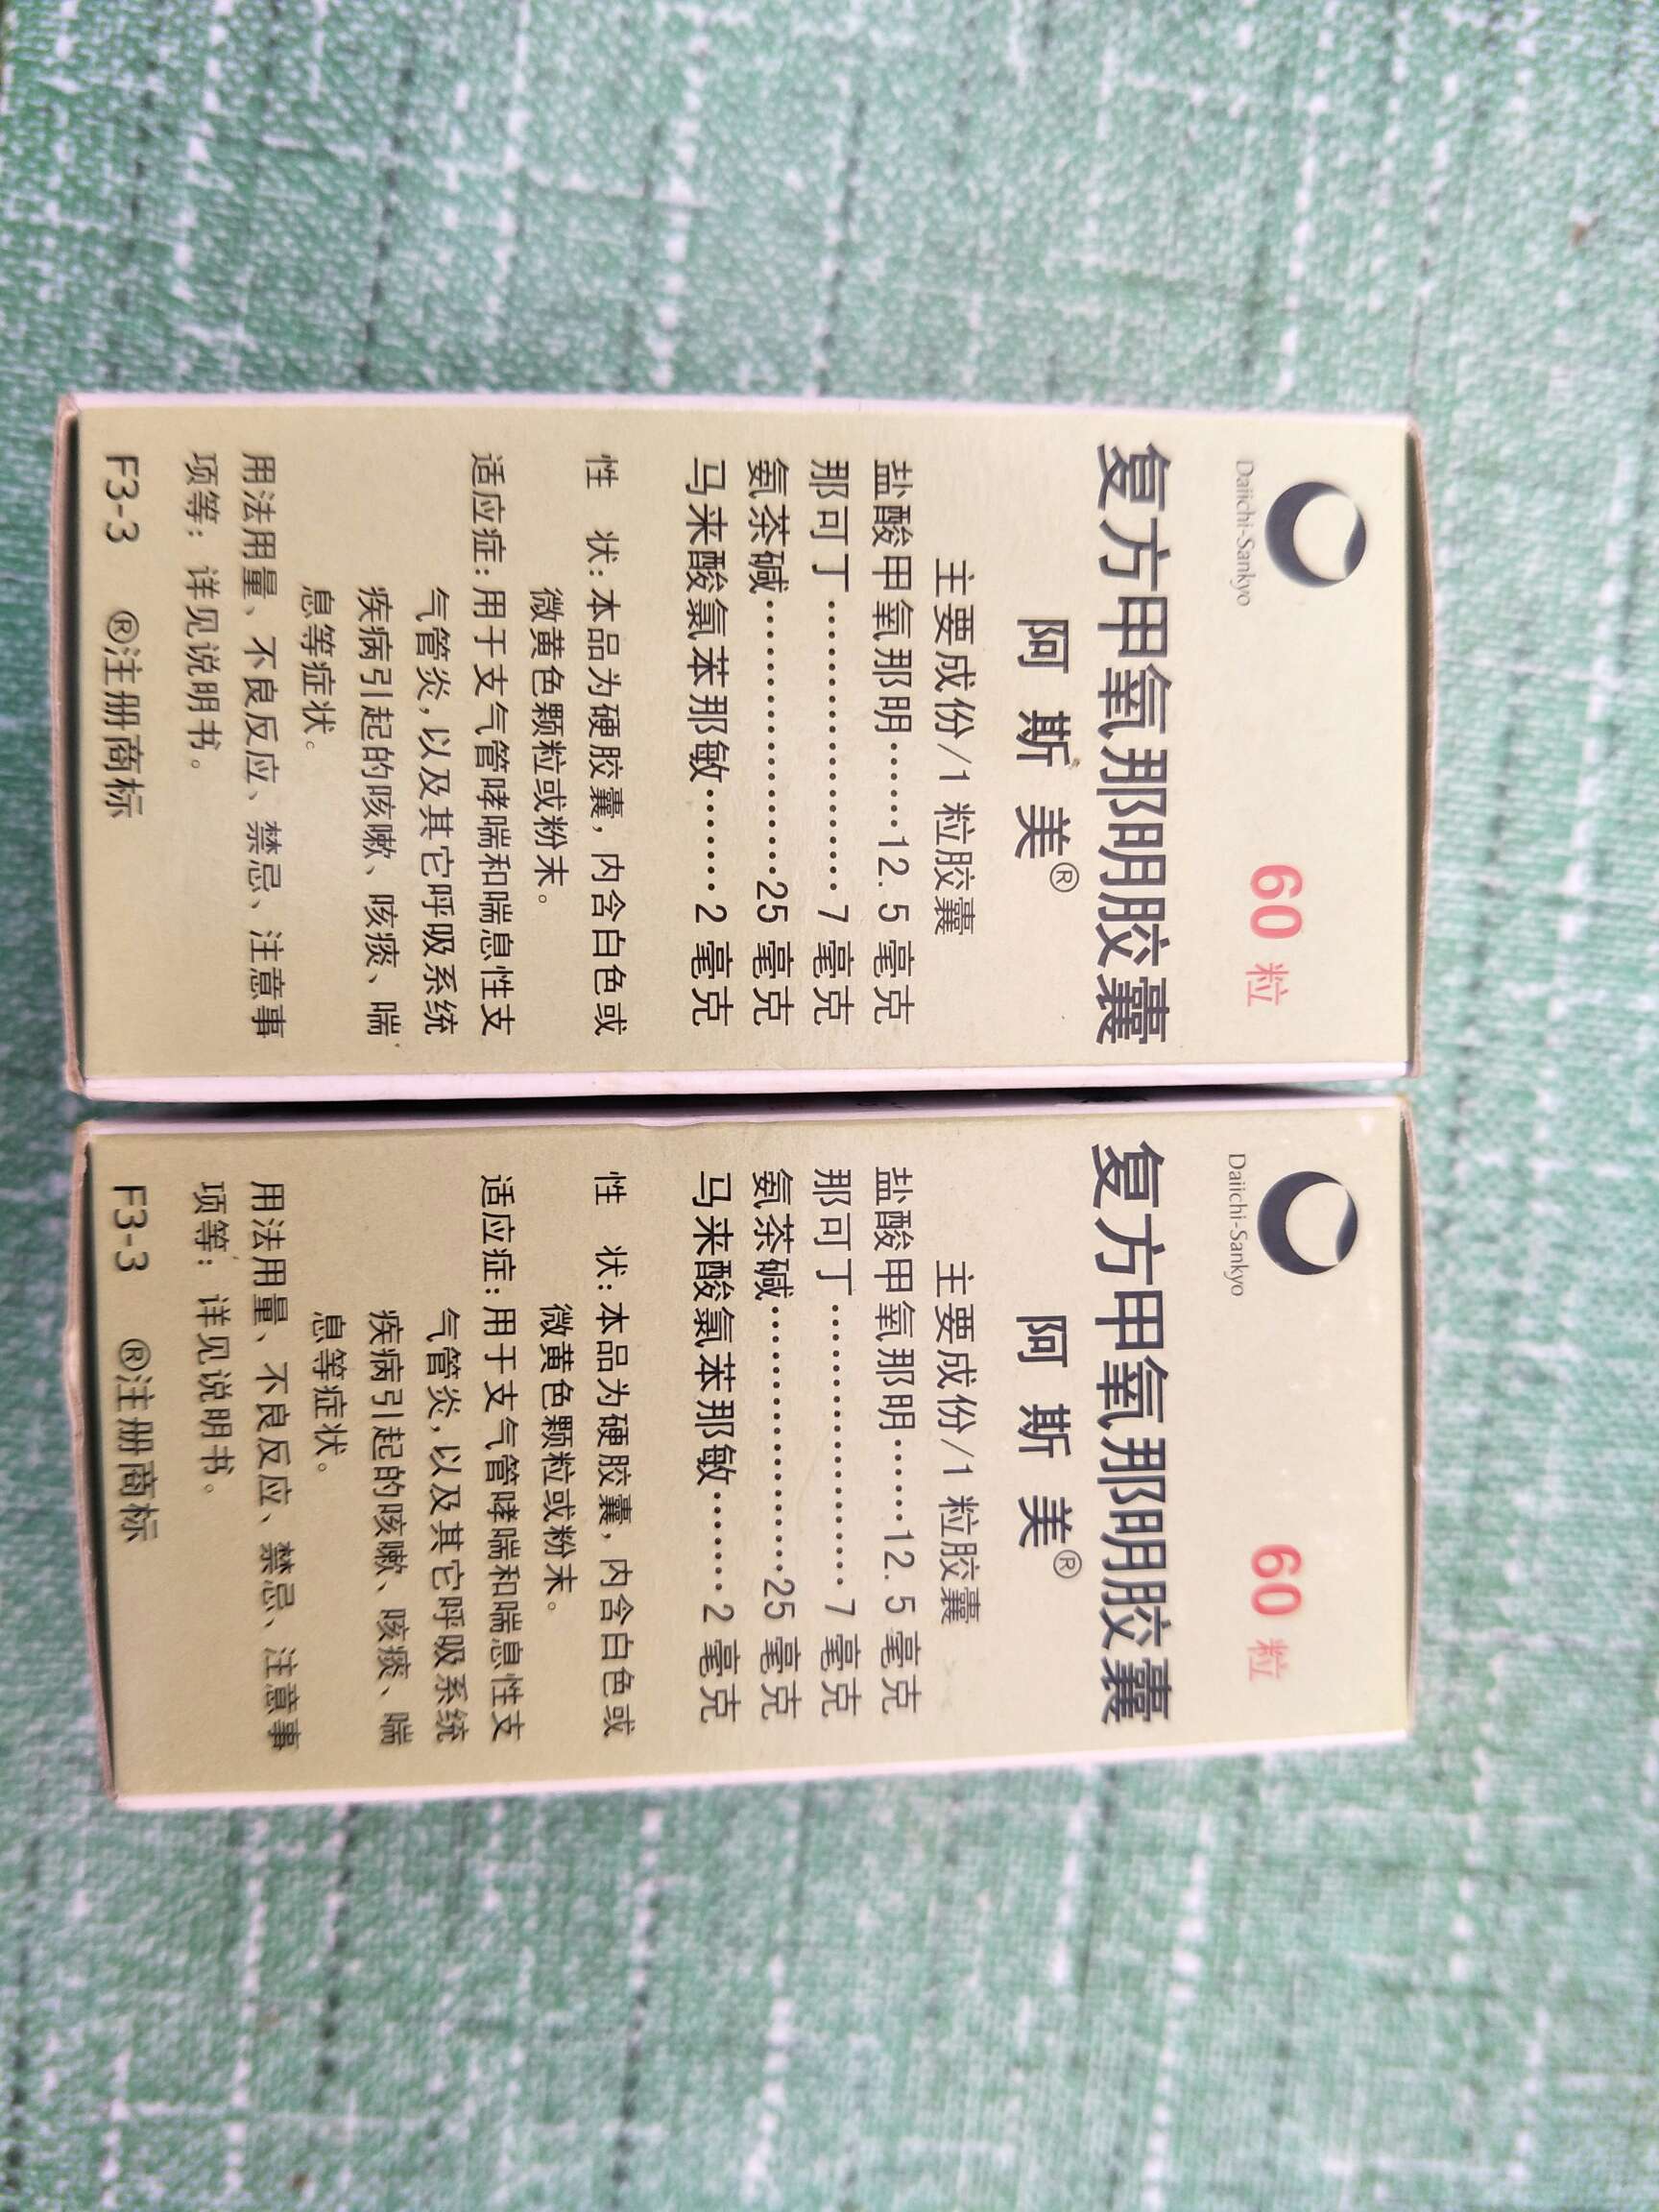 Daiichi-Sankyo
60 粒
复方甲氧那明胶囊
阿斯美®
主要成份/1 粒胶囊
盐酸甲氧那明······12.5 毫克
那可丁··················7 毫克
氨茶碱·················25 毫克
马来酸氯苯那敏······2 毫克
性 状:本品为硬胶囊,内含白色或
微黄色颗粒或粉末。
适应症:用于支气管哮喘和喘息性支
气管炎,以及其它呼吸系统
疾病引起的咳嗽、咳痰、喘
息等症状。
用法用量、不良反应、禁忌、注意事
项等:详见说明书。
F3-3 ®注册商标
Daiichi-Sankyo
60 粒
复方甲氧那明胶囊
阿斯美®
主要成份/1 粒胶囊
盐酸甲氧那明······12.5 毫克
那可丁··················7 毫克
氨茶碱·················25 毫克
马来酸氯苯那敏······2 毫克
性 状:本品为硬胶囊,内含白色或
微黄色颗粒或粉末。
适应症:用于支气管哮喘和喘息性支
气管炎,以及其它呼吸系统
疾病引起的咳嗽、咳痰、喘
息等症状。
用法用量、不良反应、禁忌、注意事
项等:详见说明书。
F3-3 ®注册商标